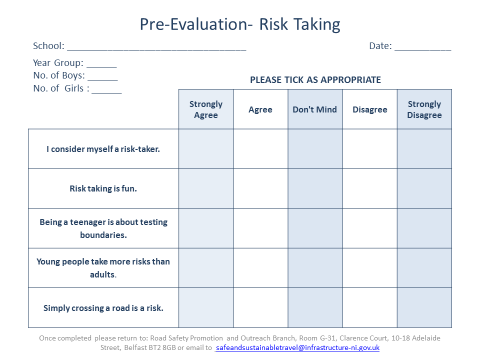 Pre-Evaluation- Risk Taking
School: ___________________________________
Date: ___________
Year Group: ______
No. of Boys: ______
No. of  Girls : ______
PLEASE TICK AS APPROPRIATE
Strongly
Agree
Agree
Don't Mind
Disagree
Strongly
Disagree
I consider myself a risk-taker.
Risk taking is fun.
Being a teenager is about testing
boundaries.
Young people take more risks than
adults.
Simply crossing a road is a risk.
Once completed please return to: Road Safety Promotion and Outreach Branch, Room G-31, Clarence Court, 10-18 Adelaide
Street, Belfast BT2 8GB or email to safeandsustainabletravel@infrastructure-ni.gov.uk